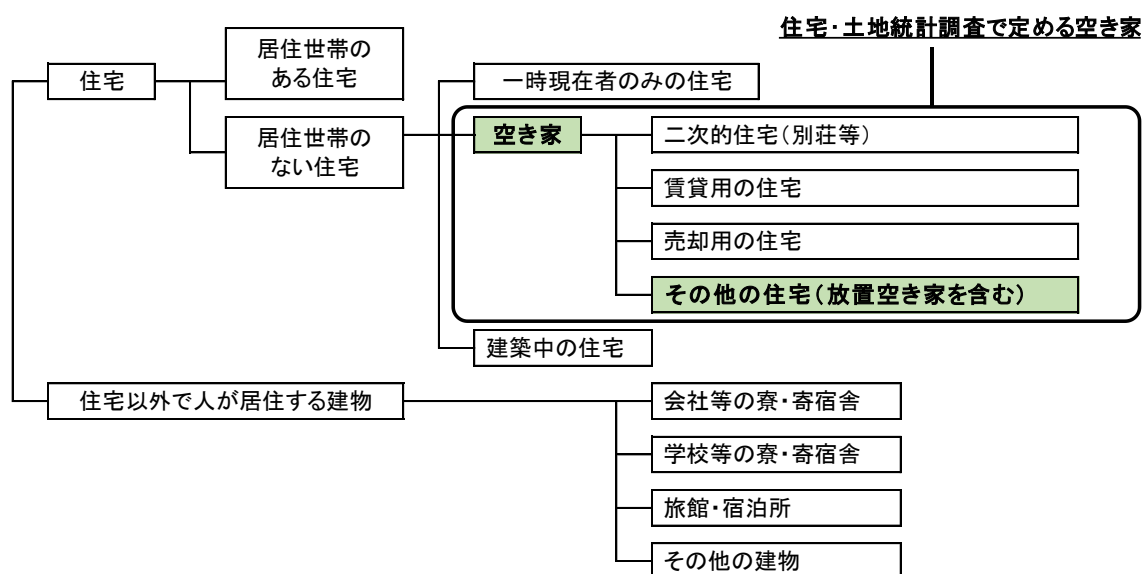 住宅・土地統計調査で定める空き家
住宅
居住世帯の
ある住宅
居住世帯の
ない住宅
一時現在者のみの住宅
空き家
二次的住宅(別荘等)
賃貸用の住宅
売却用の住宅
その他の住宅(放置空き家を含む)
建築中の住宅
住宅以外で人が居住する建物
会社等の寮・寄宿舎
学校等の寮・寄宿舎
旅館・宿泊所
その他の建物